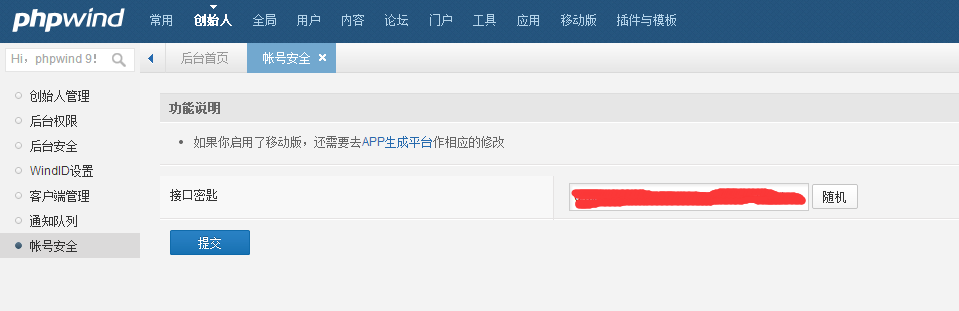 phpwind 常用 创始人 全局 用户 内容 论坛 门户 工具 应用 移动版 插件与模板
Hi，phpwind 9!
后台首页 帐号安全
创始人管理
后台权限
后台安全
WindID设置
客户端管理
通知队列
帐号安全
功能说明
如果你启用了移动版，还需要去APP生成平台作相应的修改
接口密匙 随机
提交